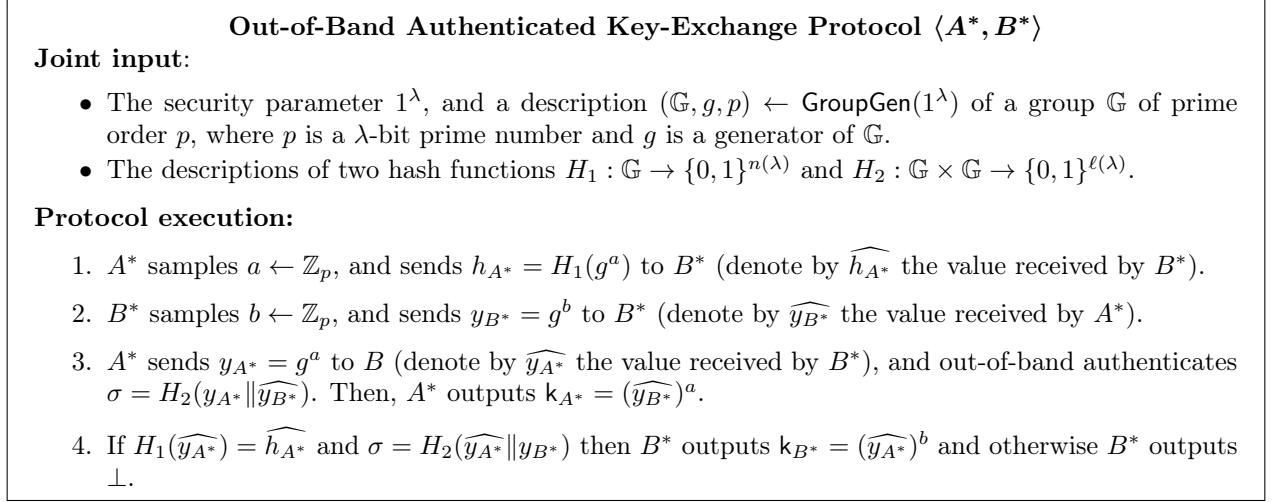 Out-of-Band Authenticated Key-Exchange Protocol ⟨A*, B*⟩
Joint input:
• The security parameter 1^λ, and a description (𝔾, g, p) ← GroupGen(1^λ) of a group 𝔾 of prime
order p, where p is a λ-bit prime number and g is a generator of 𝔾.
• The descriptions of two hash functions H_1 : 𝔾 → {0, 1}^{n(λ)} and H_2 : 𝔾 × 𝔾 → {0, 1}^{ℓ(λ)}.
Protocol execution:
1. A* samples a ← ℤ_p, and sends h_{A*} = H_1(g^a) to B* (denote by \widehat{h_{A*}} the value received by B*).
2. B* samples b ← ℤ_p, and sends y_{B*} = g^b to B* (denote by \widehat{y_{B*}} the value received by A*).
3. A* sends y_{A*} = g^a to B (denote by \widehat{y_{A*}} the value received by B*), and out-of-band authenticates
σ = H_2(y_{A*}‖\widehat{y_{B*}}). Then, A* outputs k_{A*} = (\widehat{y_{B*}})^a.
4. If H_1(\widehat{y_{A*}}) = \widehat{h_{A*}} and σ = H_2(\widehat{y_{A*}}‖y_{B*}) then B* outputs k_{B*} = (\widehat{y_{A*}})^b and otherwise B* outputs
⊥.